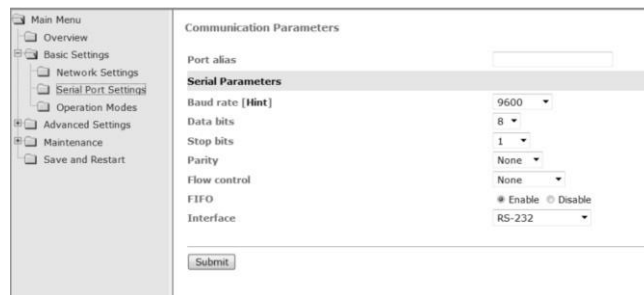 Main Menu
Overview
Basic Settings
Network Settings
Serial Port Settings
Operation Modes
Advanced Settings
Maintenance
Save and Restart
Communication Parameters
Port alias
Serial Parameters
Baud rate [Hint] 9600
Data bits 8
Stop bits 1
Parity None
Flow control None
FIFO Enable Disable
Interface RS-232
Submit